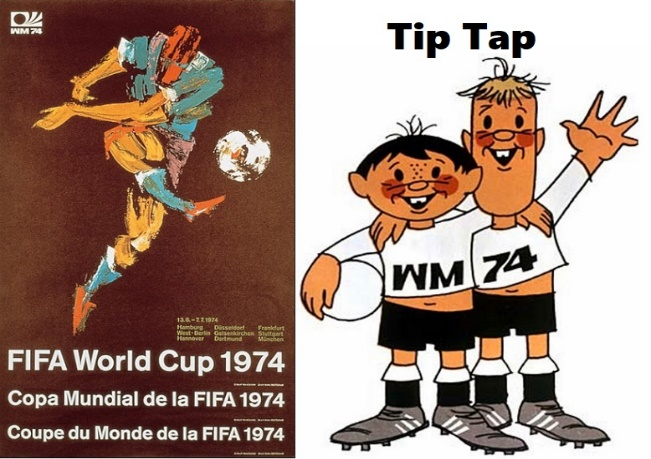 WM 74
13.6.-7.7.1974
Hamburg Düsseldorf Frankfurt
West-Berlin Gelsenkirchen Stuttgart
Hannover Dortmund München
FIFA World Cup 1974
Copa Mundial de la FIFA 1974
Coupe du Monde de la FIFA 1974
Tip Tap
WM 74